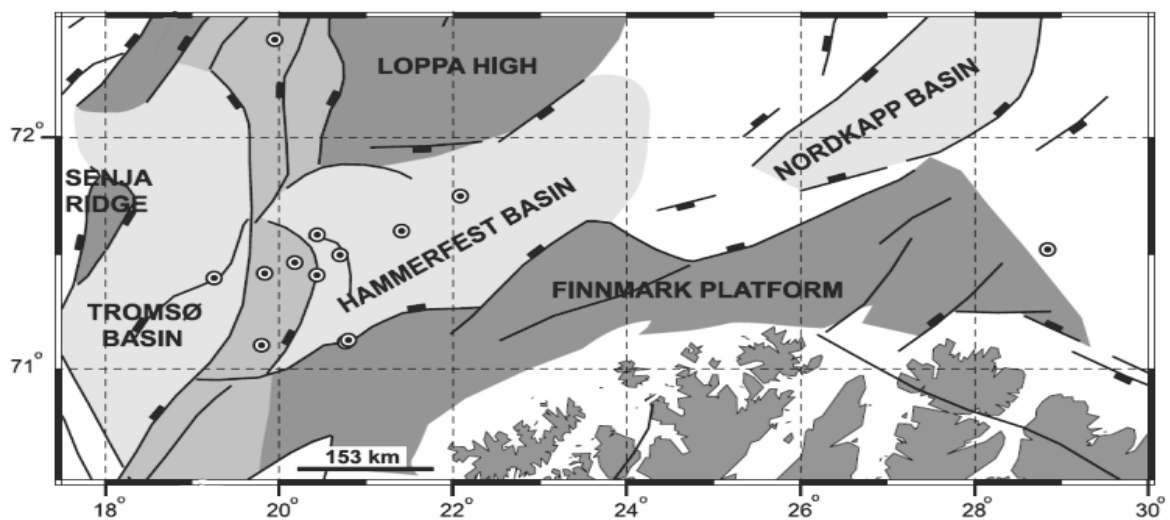 LOPPA HIGH
NORDKAPP BASIN
72°
SENJA
RIDGE
HAMMERFEST BASIN
TROMSØ
BASIN
FINNMARK PLATFORM
71°
153 km
18° 20° 22° 24° 26° 28° 30°